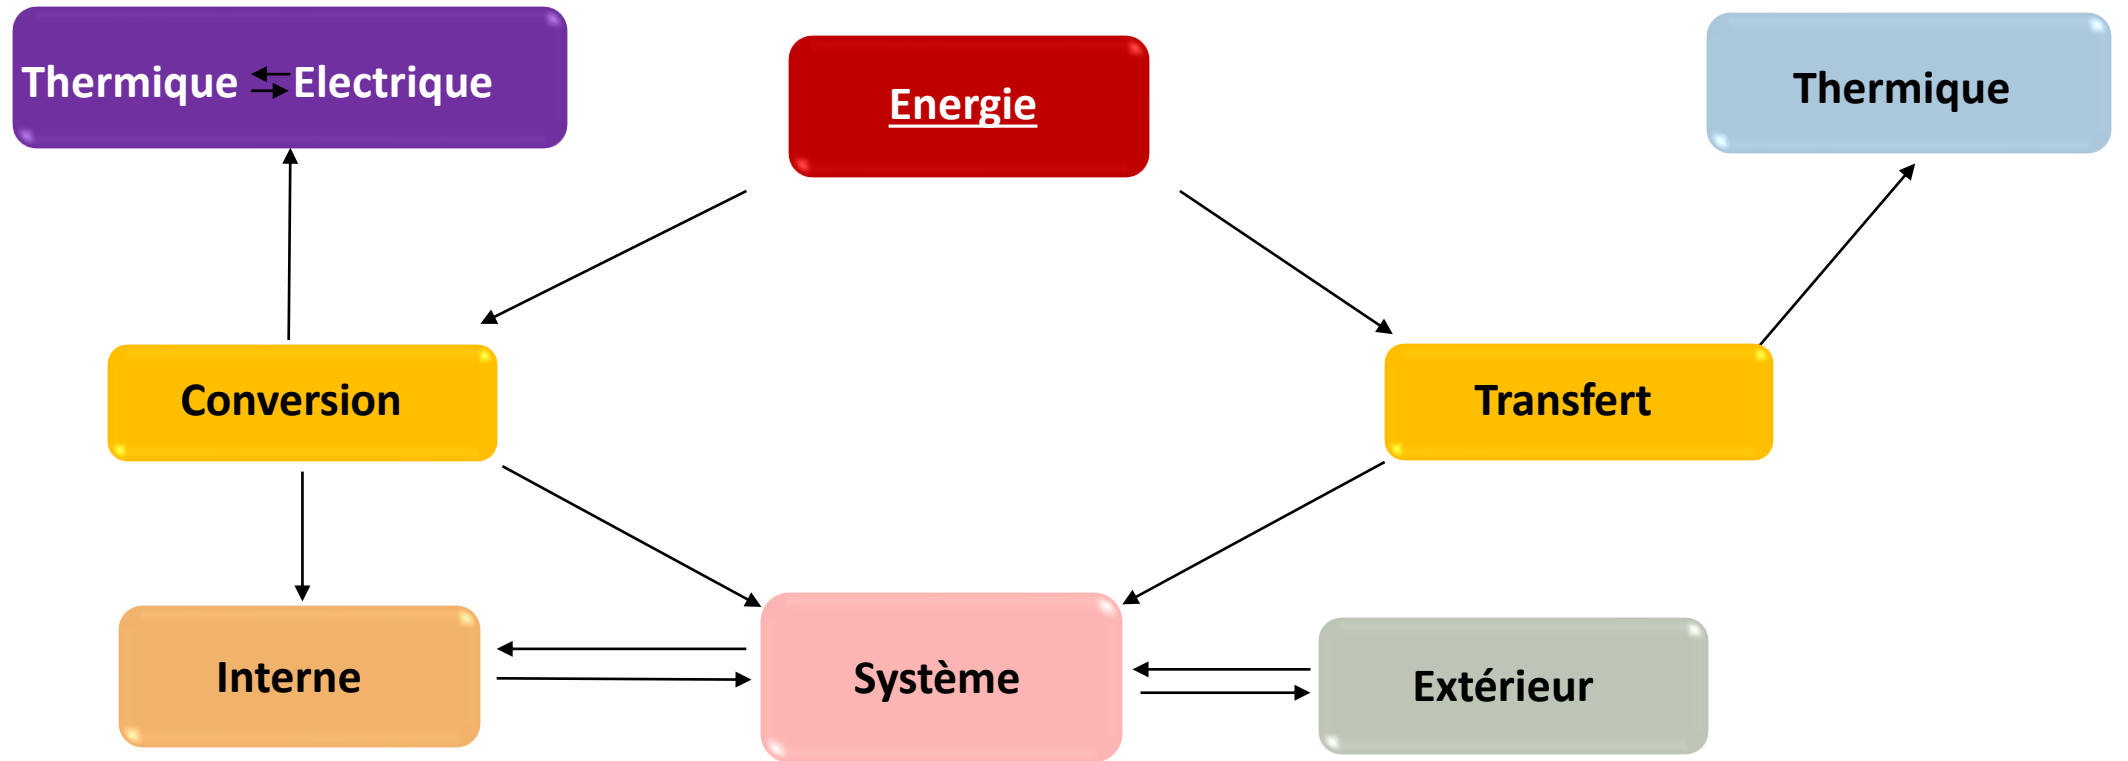 Thermique ⇄ Electrique
Energie
Thermique
Conversion
Transfert
Interne
Système
Extérieur